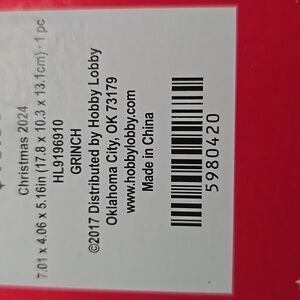 Christmas 2024
7.01 x 4.06 x 5.16in (17.8 x 10.3 x 13.1cm) · 1 pc
HL9196910
GRINCH
©2017 Distributed by Hobby Lobby
Oklahoma City, OK 73179
www.hobbylobby.com
Made in China
5980420